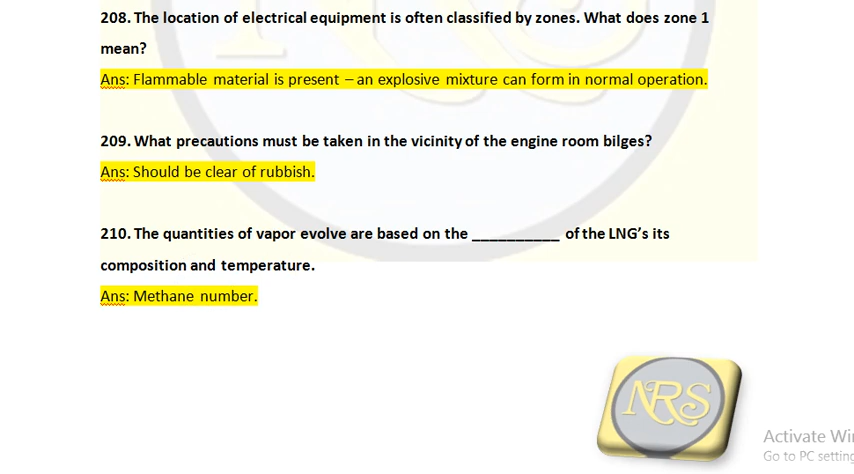 208. The location of electrical equipment is often classified by zones. What does zone 1
mean?
Ans: Flammable material is present – an explosive mixture can form in normal operation.
209. What precautions must be taken in the vicinity of the engine room bilges?
Ans: Should be clear of rubbish.
210. The quantities of vapor evolve are based on the __________ of the LNG's its
composition and temperature.
Ans: Methane number.
NRS
Activate Wi
Go to PC setting